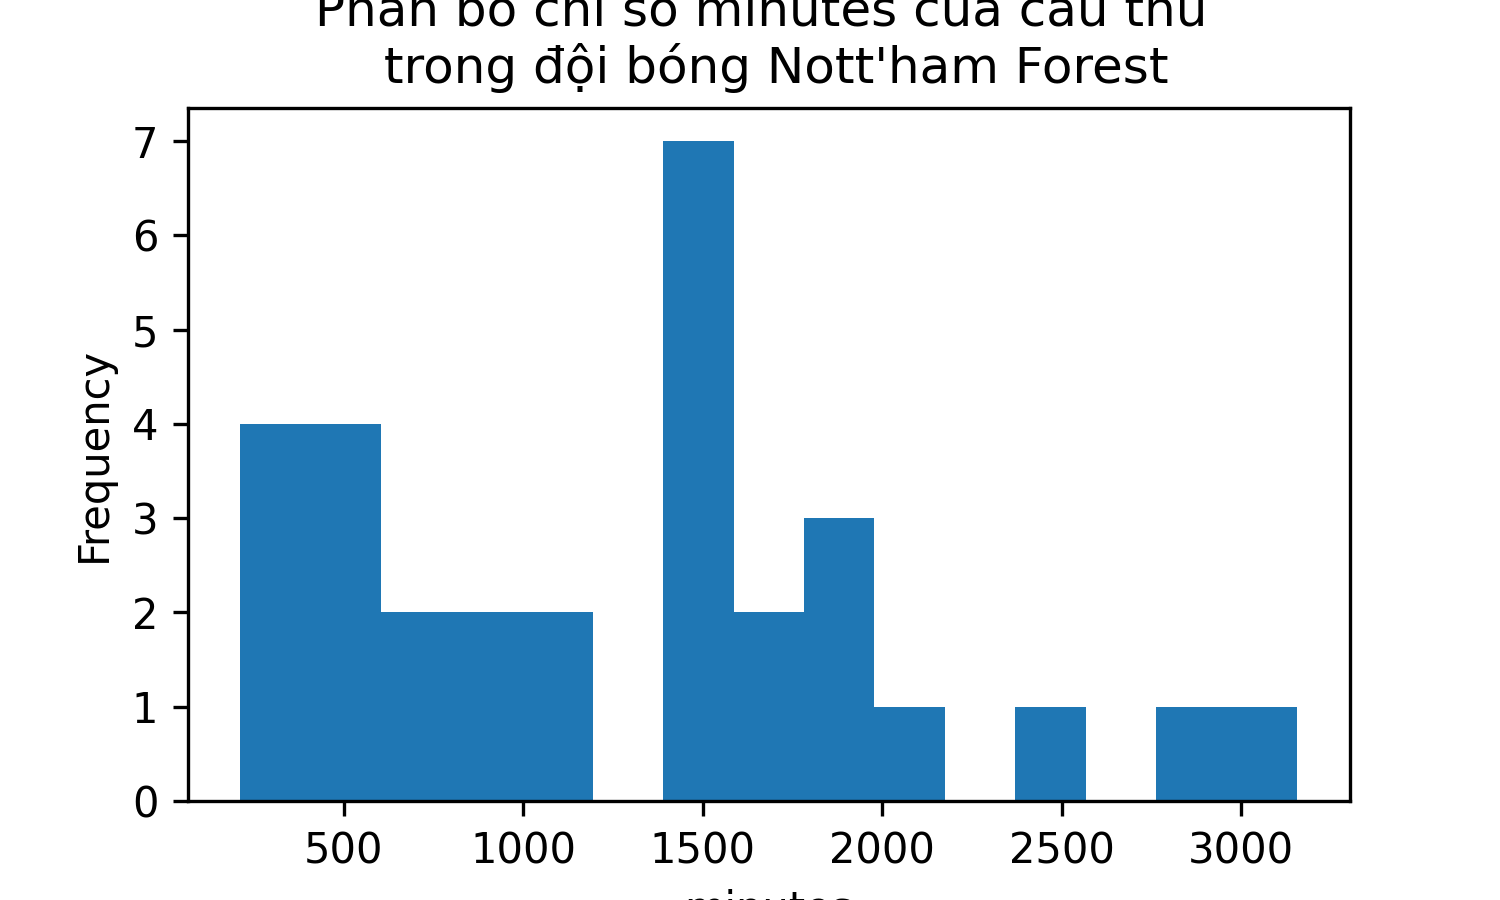 Phân bố chỉ số minutes của cầu thủ
trong đội bóng Nott'ham Forest
7
6
5
4
3
2
1
0
Frequency
500 1000 1500 2000 2500 3000
minutes